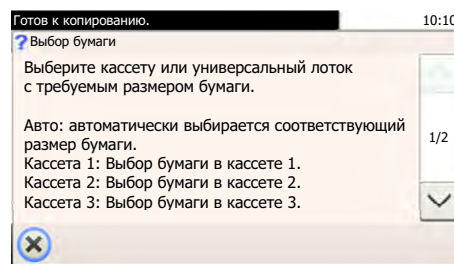 Готов к копированию. 10:10
Выбор бумаги
Выберите кассету или универсальный лоток
с требуемым размером бумаги.
Авто: автоматически выбирается соответствующий
размер бумаги.
1/2
Кассета 1: Выбор бумаги в кассете 1.
Кассета 2: Выбор бумаги в кассете 2.
Кассета 3: Выбор бумаги в кассете 3.